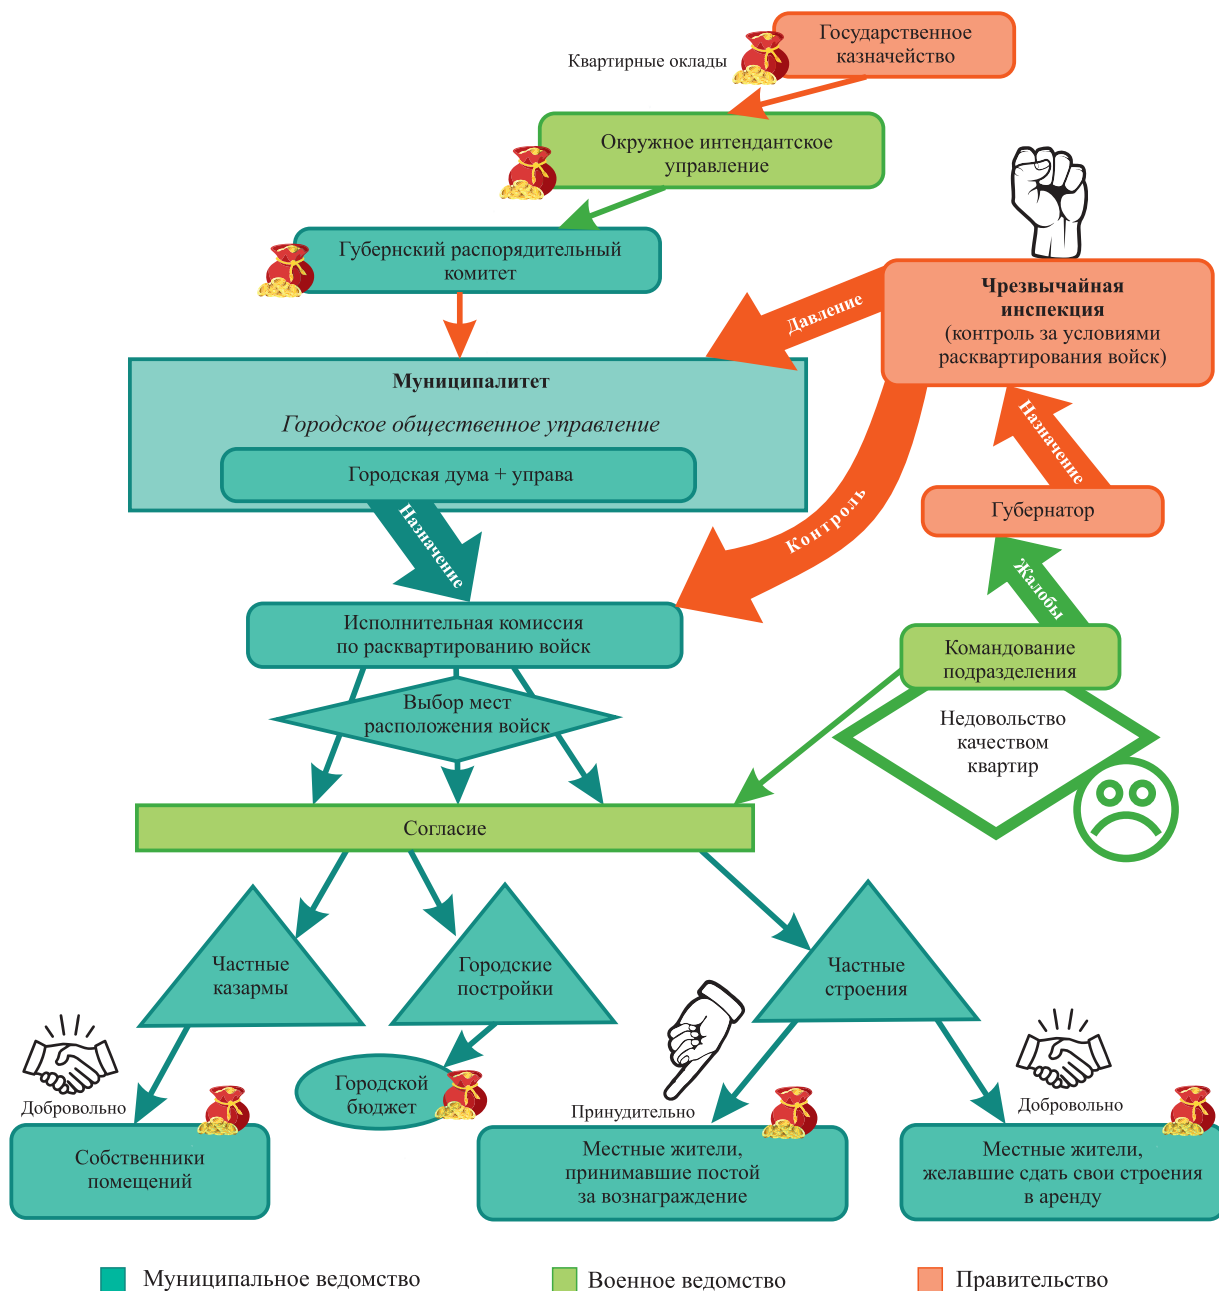 Государственное
казначейство
Квартирные оклады
Окружное интендантское
управление
Губернский распорядительный
комитет
Чрезвычайная
инспекция
(контроль за условиями
расквартирования войск)
Давление
Муниципалитет
Городское общественное управление
Городская дума + управа
Назначение
Назначение
Контроль
Губернатор
Жалобы
Исполнительная комиссия
по расквартированию войск
Командование
подразделения
Выбор мест
расположения войск
Недовольство
качеством
квартир
Согласие
Частные
казармы
Городские
постройки
Частные
строения
Добровольно
Городской
бюджет
Принудительно
Добровольно
Собственники
помещений
Местные жители,
принимавшие постой
за вознаграждение
Местные жители,
желавшие сдать свои строения
в аренду
Муниципальное ведомство
Военное ведомство
Правительство